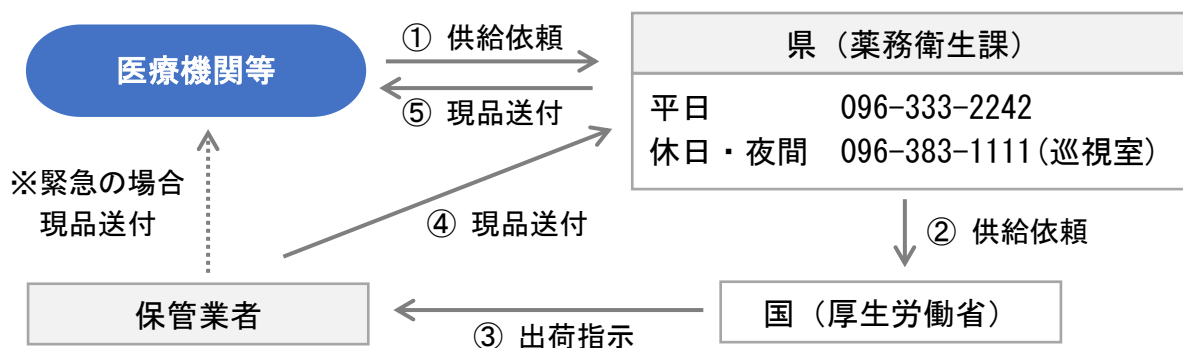 医療機関等
① 供給依頼
⑤ 現品送付
県（薬務衛生課）
平日 096-333-2242
休日・夜間 096-383-1111(巡視室)
※緊急の場合
現品送付
④ 現品送付
② 供給依頼
保管業者
③ 出荷指示
国（厚生労働省）